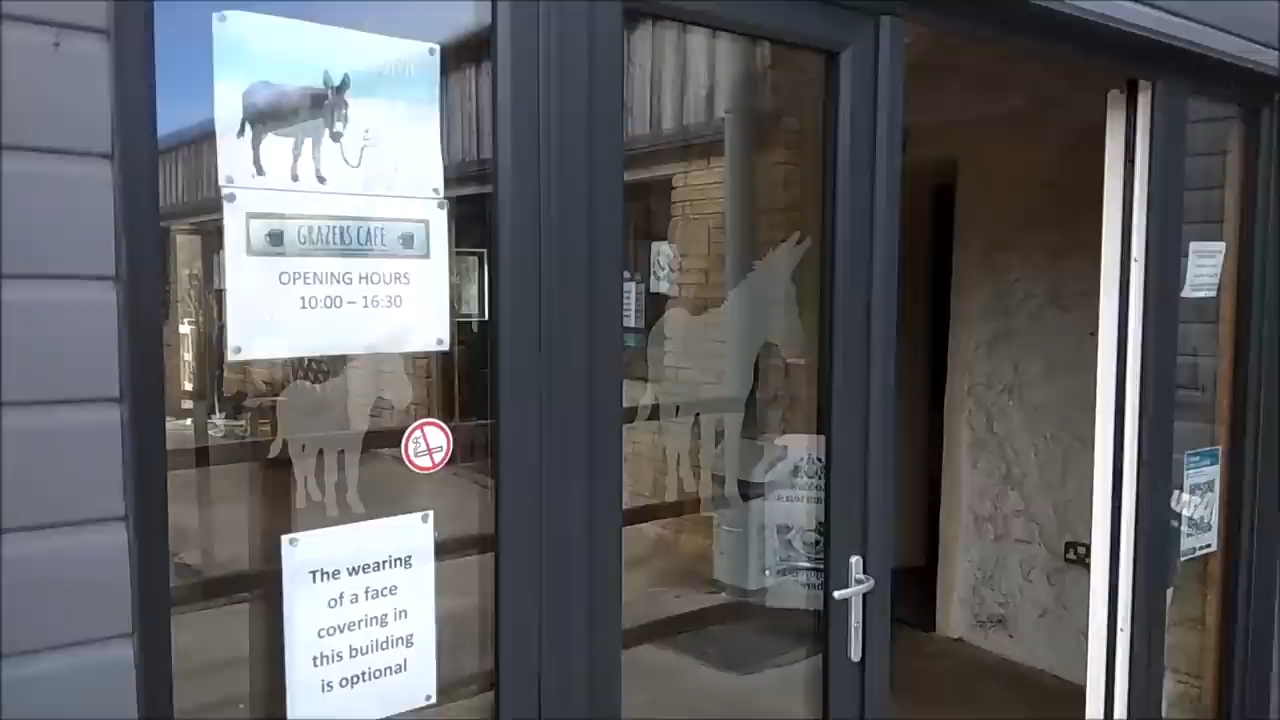 GRAZERS CAFE
OPENING HOURS
10:00 – 16:30
The wearing
of a face
covering in
this building
is optional